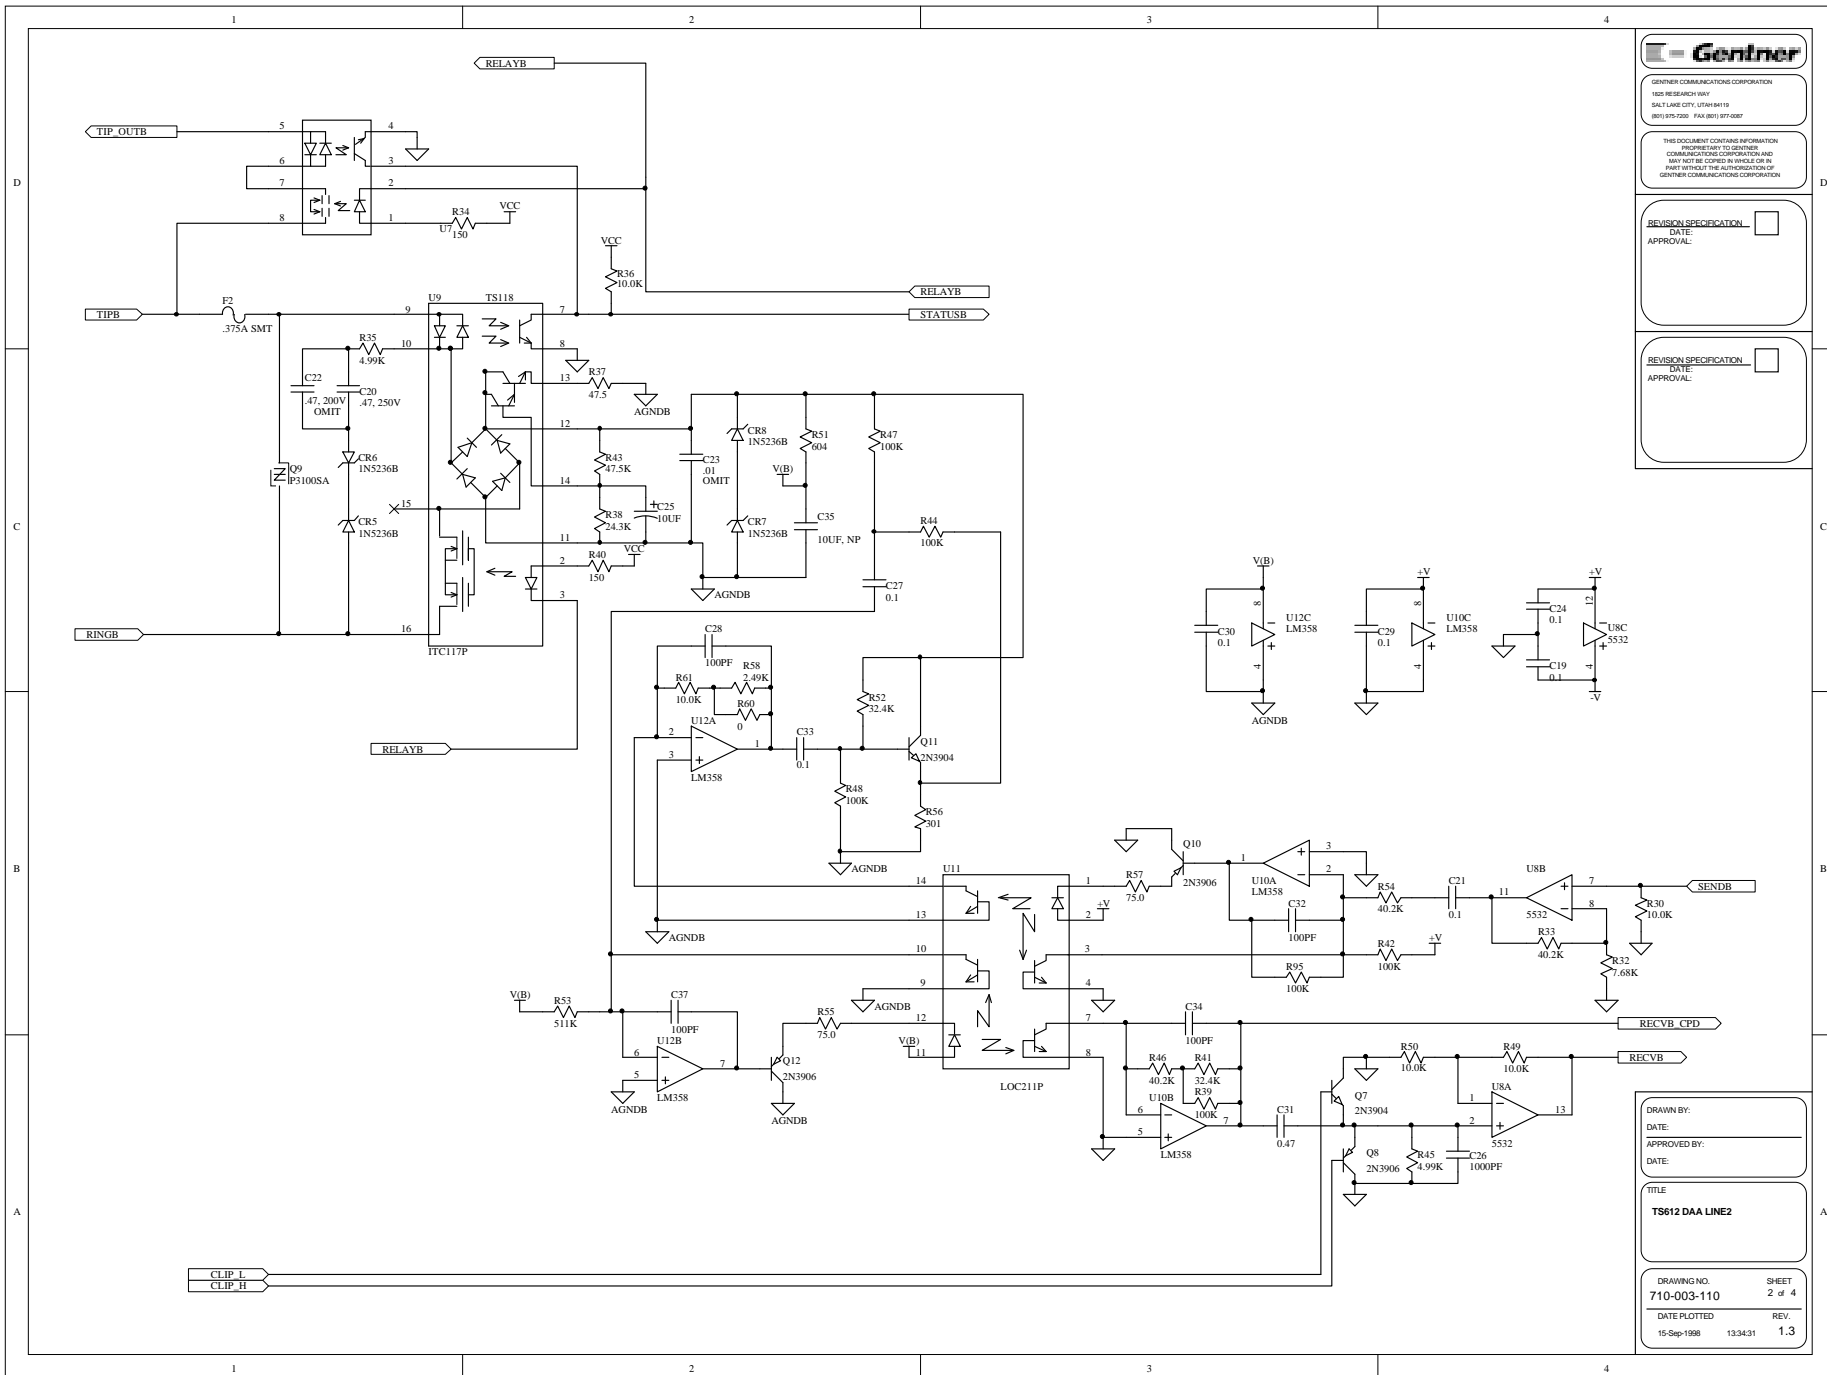 1 2 3 4
D
C
B
A
D
C
B
A
1 2 3 4
Gentner
GENTNER COMMUNICATIONS CORPORATION
1825 RESEARCH WAY
SALT LAKE CITY, UTAH 84119
(801) 975-7200 FAX (801) 977-0087
THIS DOCUMENT CONTAINS INFORMATION
PROPRIETARY TO GENTNER
COMMUNICATIONS CORPORATION AND
MAY NOT BE COPIED IN WHOLE OR IN
PART WITHOUT THE AUTHORIZATION OF
GENTNER COMMUNICATIONS CORPORATION
REVISION SPECIFICATION
DATE:
APPROVAL:
REVISION SPECIFICATION
DATE:
APPROVAL:
RELAYB
TIP_OUTB
5 4
6 3
7 2
8 1
U7
R34
150
VCC
VCC
R36
10.0K
RELAYB
STATUSB
TIPB
F2
.375A SMT
U9 TS118
9 7
10 8
R35
4.99K
C22
.47, 200V
OMIT
C20
.47, 250V
13
R37
47.5
AGNDB
12
R43
47.5K
C23
.01
OMIT
CR8
1N5236B
R51
604
R47
100K
V(B)
Q9
P3100SA
CR6
1N5236B
CR5
1N5236B
15
14
R38
24.3K
C25
10UF
+
11
CR7
1N5236B
C35
10UF, NP
R44
100K
2
R40
150
VCC
3
AGNDB
C27
0.1
RINGB
16
ITC117P
C28
100PF
R61
10.0K
R58
2.49K
R60
0
R52
32.4K
U12A
2
3
1
LM358
C33
0.1
Q11
2N3904
RELAYB
R48
100K
R56
301
AGNDB
V(B)
C30
0.1
8
4
U12C
LM358
AGNDB
+V
C29
0.1
8
4
U10C
LM358
+V
C24
0.1
C19
0.1
12
4
U8C
5532
-V
U11
14 1
13 2
10 3
9 4
12 7
11 8
LOC211P
AGNDB
AGNDB
V(B)
R57
75.0
+V
Q10
2N3906
U10A
LM358
1
3
2
C32
100PF
R95
100K
R54
40.2K
R42
100K
+V
C21
0.1
U8B
11
7
8
5532
R33
40.2K
R32
7.68K
R30
10.0K
SENDB
V(B)
R53
511K
C37
100PF
U12B
6
5
7
LM358
AGNDB
Q12
2N3906
AGNDB
R55
75.0
C34
100PF
R46
40.2K
R41
32.4K
R39
100K
U10B
6
5
7
LM358
C31
0.47
RECVB_CPD
RECVB
R50
10.0K
R49
10.0K
Q7
2N3904
Q8
2N3906
R45
4.99K
C26
1000PF
U8A
1
2
13
5532
CLIP_L
CLIP_H
DRAWN BY:
DATE:
APPROVED BY:
DATE:
TITLE
TS612 DAA LINE2
DRAWING NO. SHEET
710-003-110 2 of 4
DATE PLOTTED REV.
15-Sep-1998 13:34:31 1.3